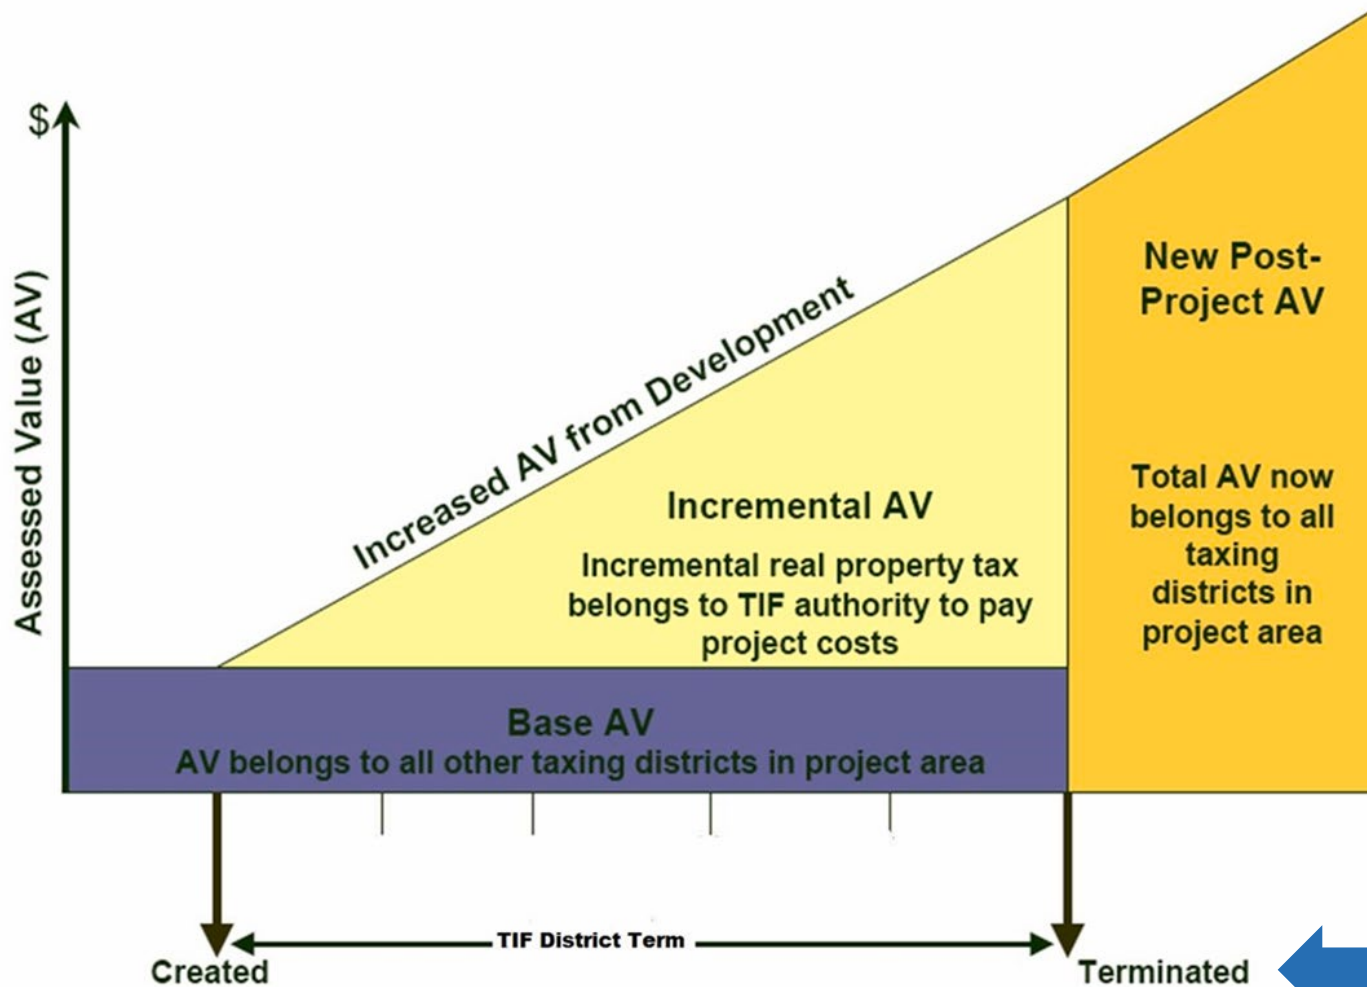 $
Assessed Value (AV)
Increased AV from Development
Incremental AV
Incremental real property tax
belongs to TIF authority to pay
project costs
New Post-
Project AV
Total AV now
belongs to all
taxing
districts in
project area
Base AV
AV belongs to all other taxing districts in project area
TIF District Term
Created
Terminated